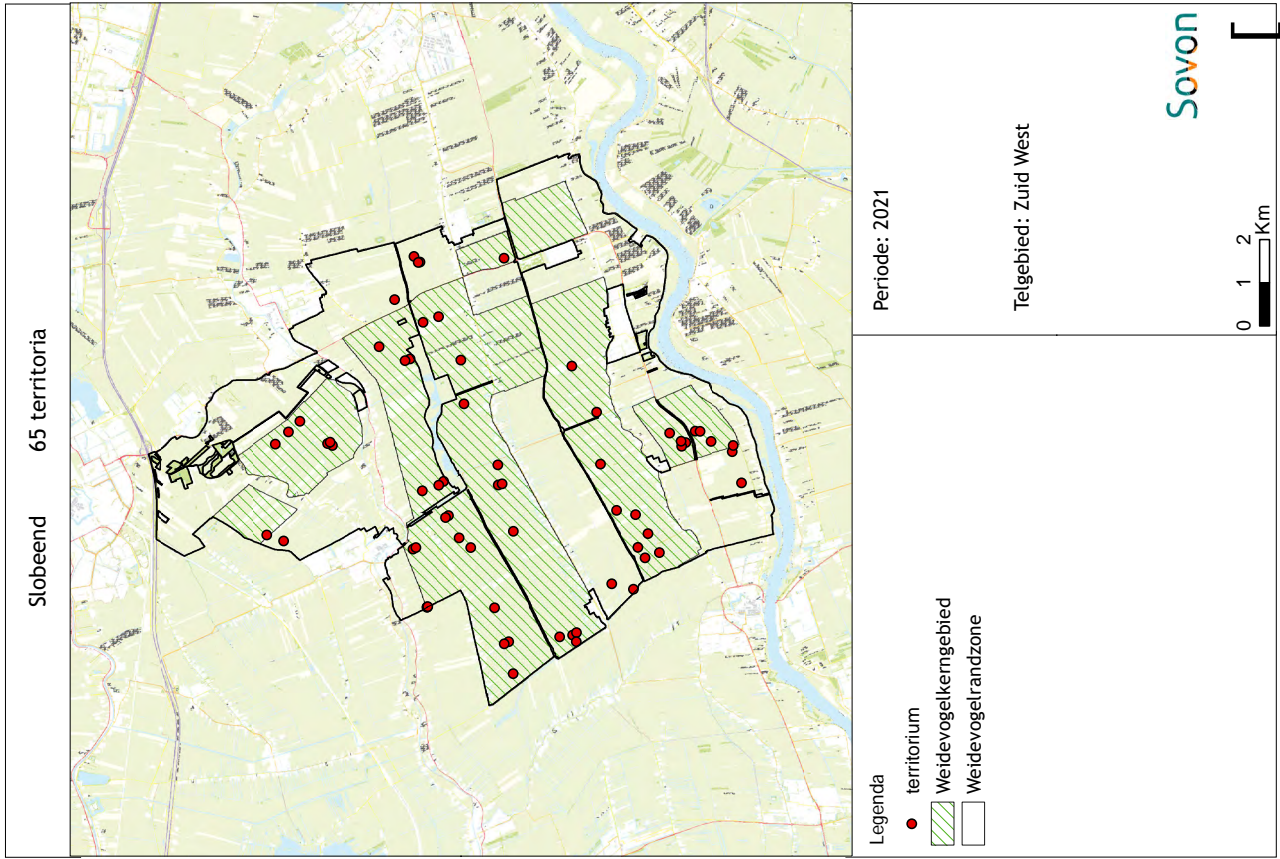 Slobeend 65 territoria
Legenda
territorium
Weidevogelkerngebied
Weidevogelrandzone
Periode: 2021
Telgebied: Zuid West
0 1 2
Km
Sovon